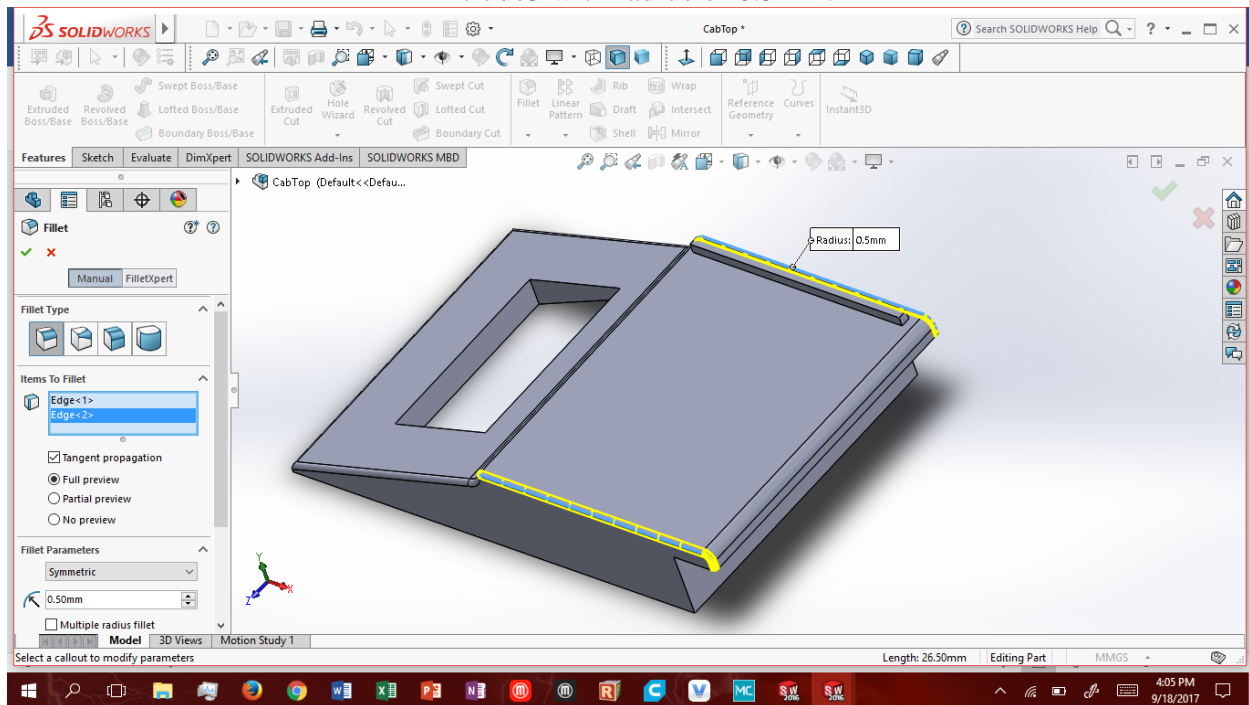 SOLIDWORKS
CabTop *
Search SOLIDWORKS Help
Extruded Boss/Base
Revolved Boss/Base
Swept Boss/Base
Lofted Boss/Base
Boundary Boss/Base
Extruded Cut
Hole Wizard
Revolved Cut
Swept Cut
Lofted Cut
Boundary Cut
Fillet
Linear Pattern
Rib
Draft
Shell
Wrap
Intersect
Mirror
Reference Geometry
Curves
Instant3D
Features Sketch Evaluate DimXpert SOLIDWORKS Add-Ins SOLIDWORKS MBD
CabTop (Default<<Defau...
Fillet
Manual FilletXpert
Fillet Type
Items To Fillet
Edge<1>
Edge<2>
Tangent propagation
Full preview
Partial preview
No preview
Fillet Parameters
Symmetric
0.50mm
Multiple radius fillet
Radius: 0.5mm
Y
X
Z
Model 3D Views Motion Study 1
Select a callout to modify parameters
Length: 26.50mm Editing Part MMGS
4:05 PM
9/18/2017